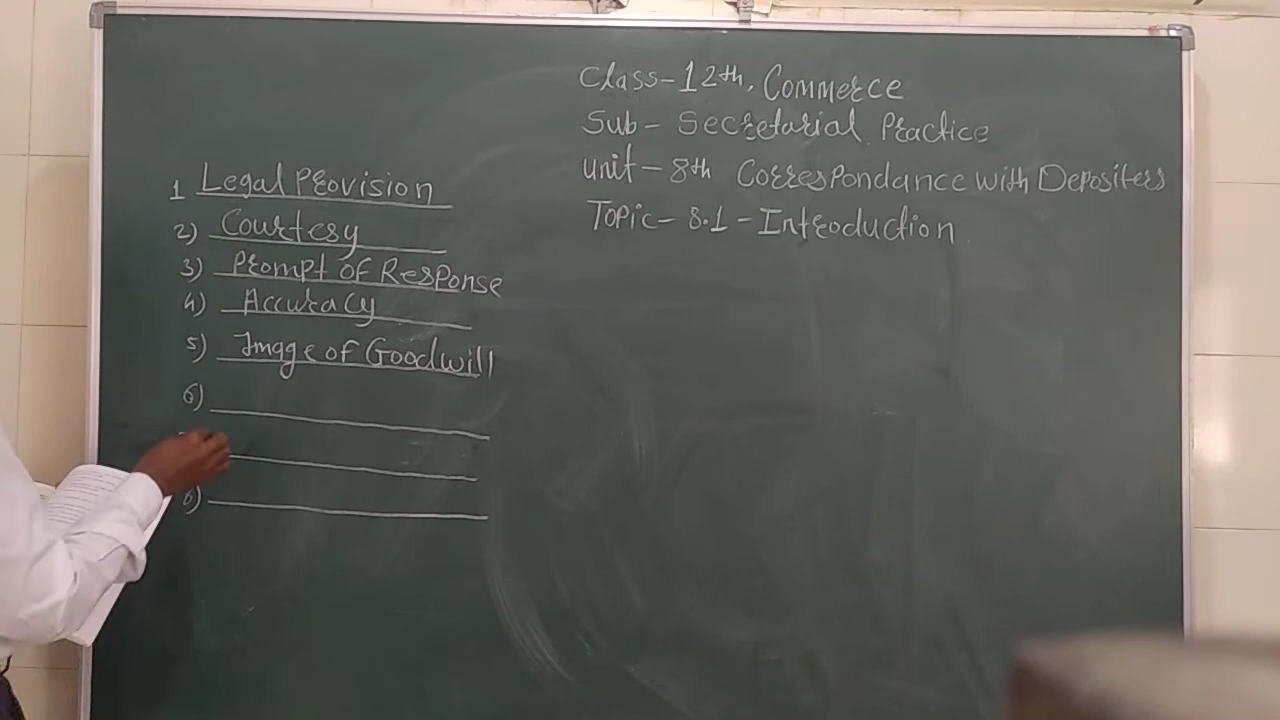 Class-12th, Commerce
Sub- Secretarial Practice
Unit-8th Correspondance with Depositers
Topic- 8.1 - Introduction.
1 Legal Provision
2) Courtesy
3) Prompt of Response
4) Accuracy
5) Image of Goodwill
6)
8)